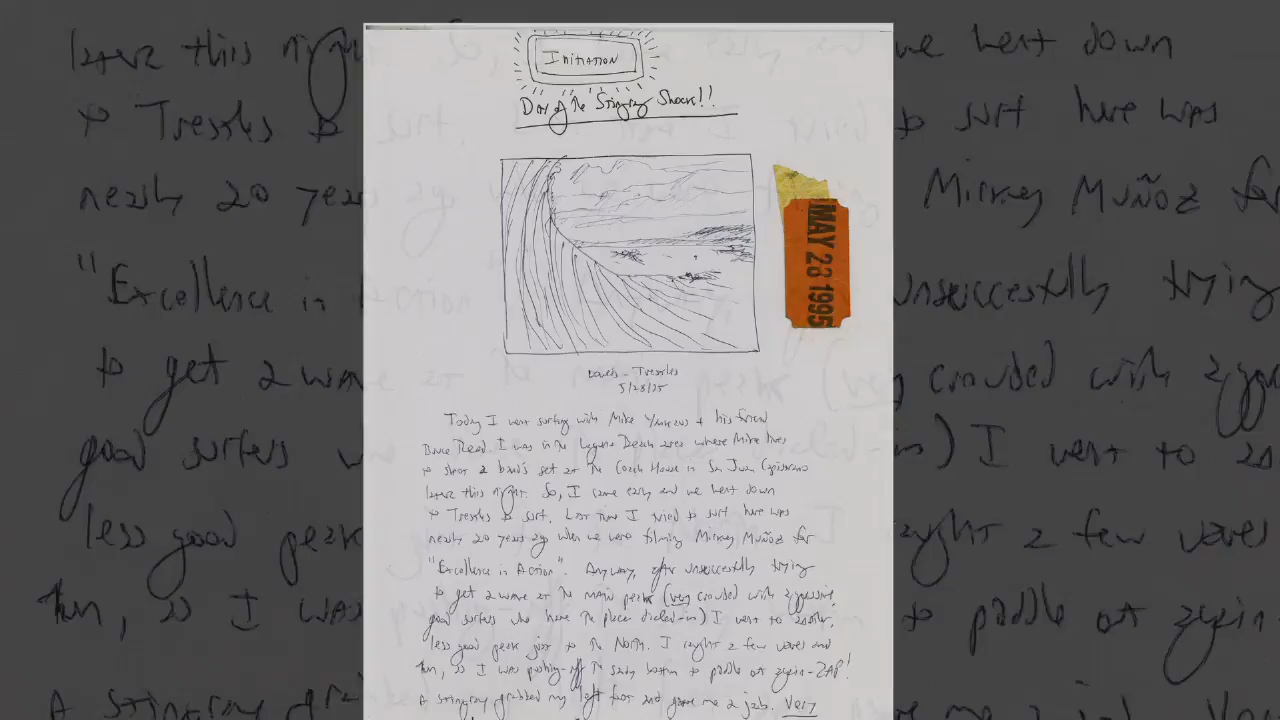 INITIATION
Day of the Stingray Shock!!
MAY 28 1995
Lowers - Trestles
5/28/95
Today I went surfing with Mike & his friend
Bruce Read. I was in the Laguna Beach area where Mike lives
to shoot a band's set at the Coach House in San Juan Capistrano
later this night. So, I came early and we went down
to Trestles to surf. Last time I tried to surf here was
nearly 20 years ago when we were filming Mickey Muñoz for
"Excellence in Action". Anyway, after unsuccessfully trying
to get a wave at the main peak (very crowded with aggressive
good surfers who have the place dialed-in) I went to another,
less good peak just to the North. I caught a few waves and
then, as I was pushing-off the sandy bottom to paddle out again - ZAP!
A stingray grabbed my left foot and gave me a jab. Very